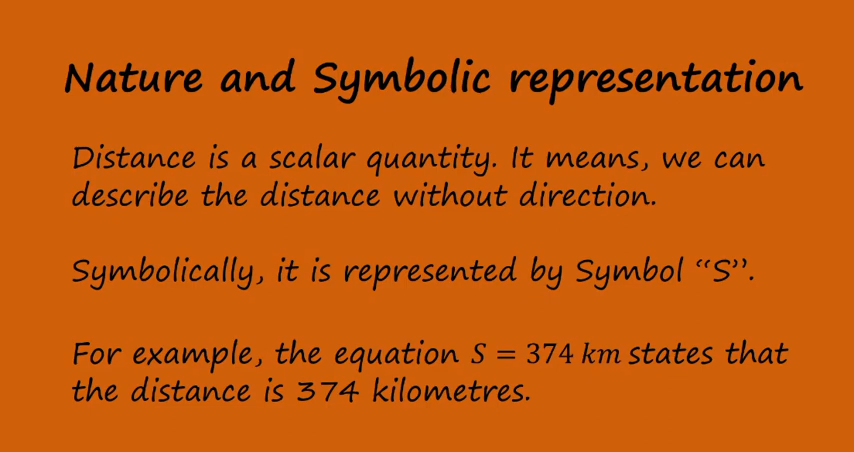 Nature and Symbolic representation
Distance is a scalar quantity. It means, we can
describe the distance without direction.
Symbolically, it is represented by Symbol “S”.
For example, the equation S = 374 km states that
the distance is 374 kilometres.